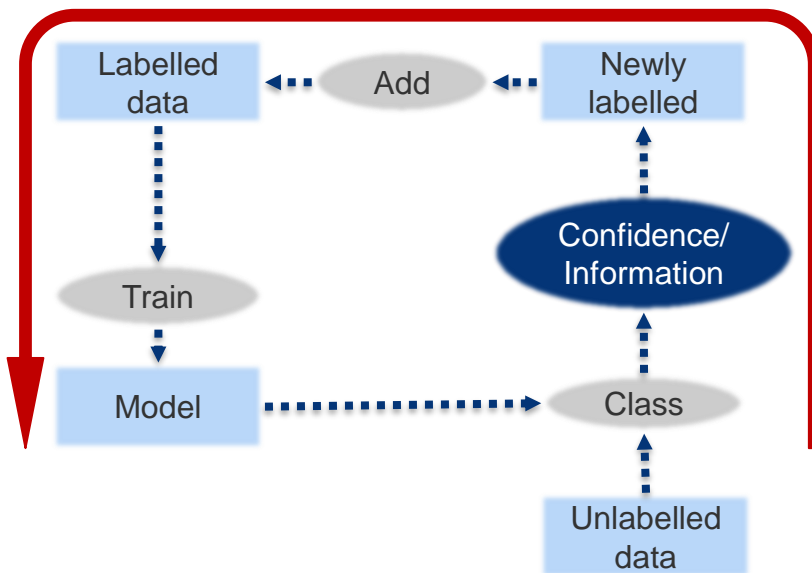 Labelled
data
Add
Newly
labelled
Confidence/
Information
Train
Model
Class
Unlabelled
data